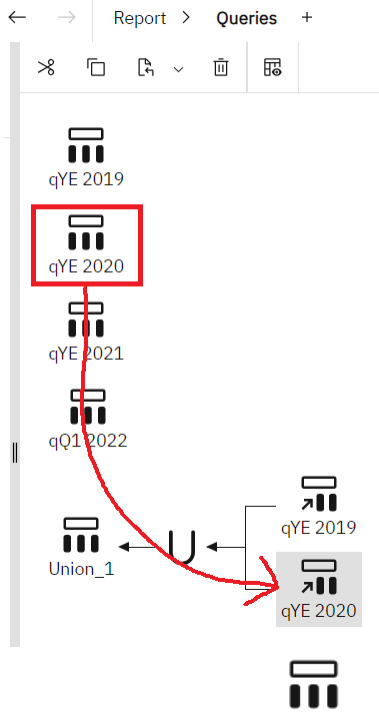 Report > Queries +
qYE 2019
qYE 2020
qYE 2021
qQ1 2022
qYE 2019
Union_1
qYE 2020